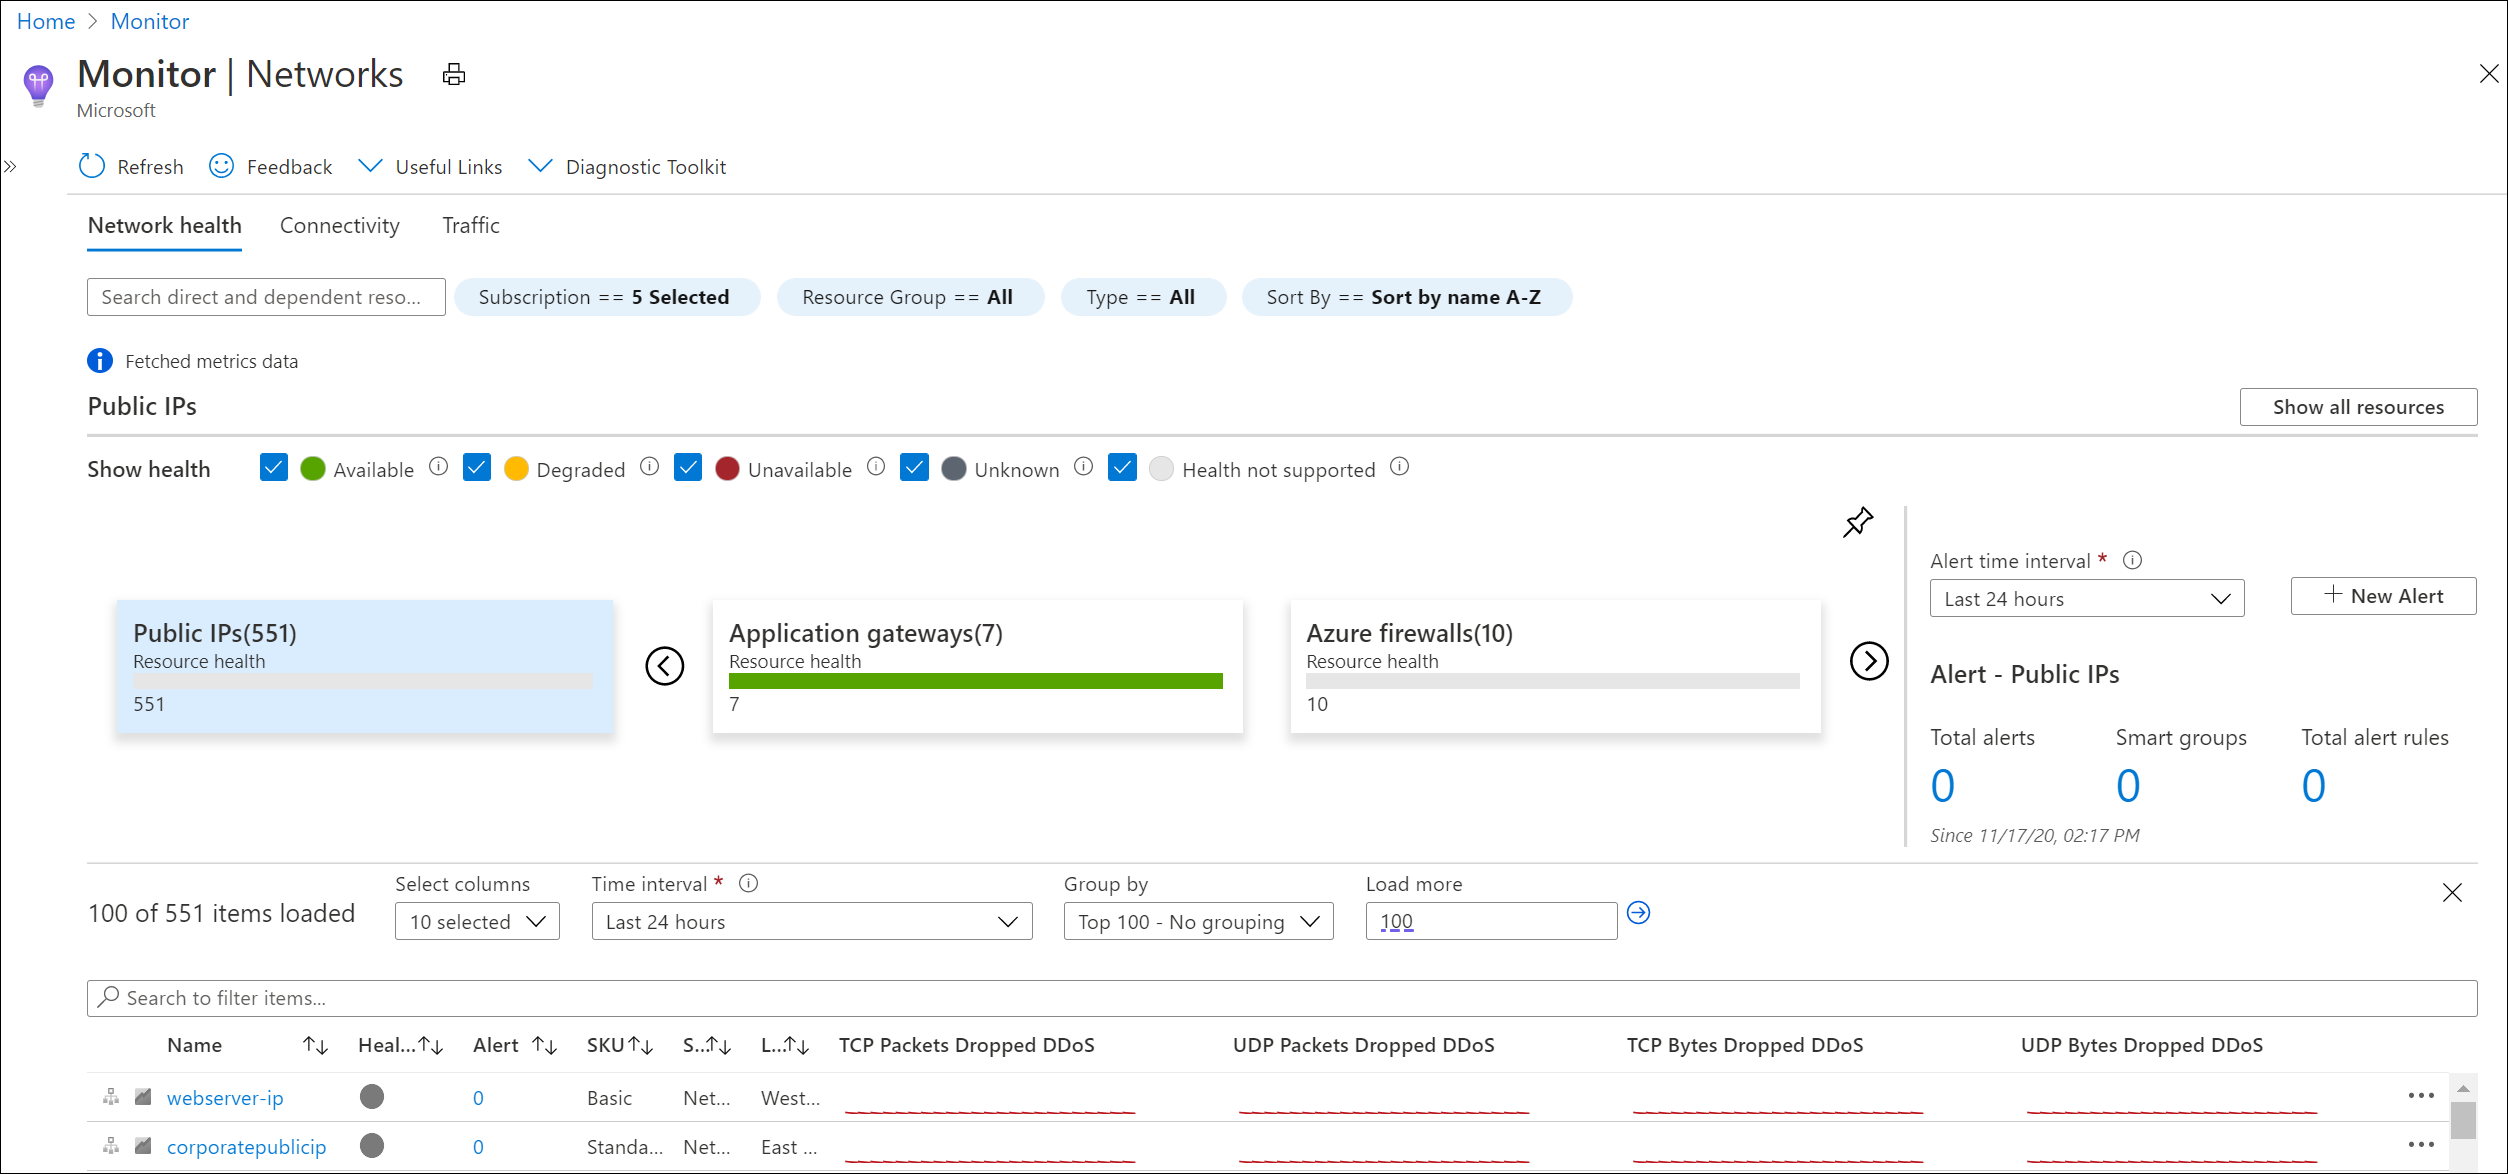 Home > Monitor
Monitor | Networks
Microsoft
Refresh Feedback Useful Links Diagnostic Toolkit
Network health Connectivity Traffic
Search direct and dependent reso... Subscription == 5 Selected Resource Group == All Type == All Sort By == Sort by name A-Z
Fetched metrics data
Public IPs Show all resources
Show health Available Degraded Unavailable Unknown Health not supported
Alert time interval *
Last 24 hours + New Alert
Public IPs(551) Application gateways(7) Azure firewalls(10)
Resource health Resource health Resource health
551 7 10
Alert - Public IPs
Total alerts Smart groups Total alert rules
0 0 0
Since 11/17/20, 02:17 PM
Select columns Time interval * Group by Load more
100 of 551 items loaded 10 selected Last 24 hours Top 100 - No grouping 100
Search to filter items...
Name Heal... Alert SKU S... L... TCP Packets Dropped DDoS UDP Packets Dropped DDoS TCP Bytes Dropped DDoS UDP Bytes Dropped DDoS
webserver-ip 0 Basic Net... West... ...
corporatepublicip 0 Standa... Net... East ... ...